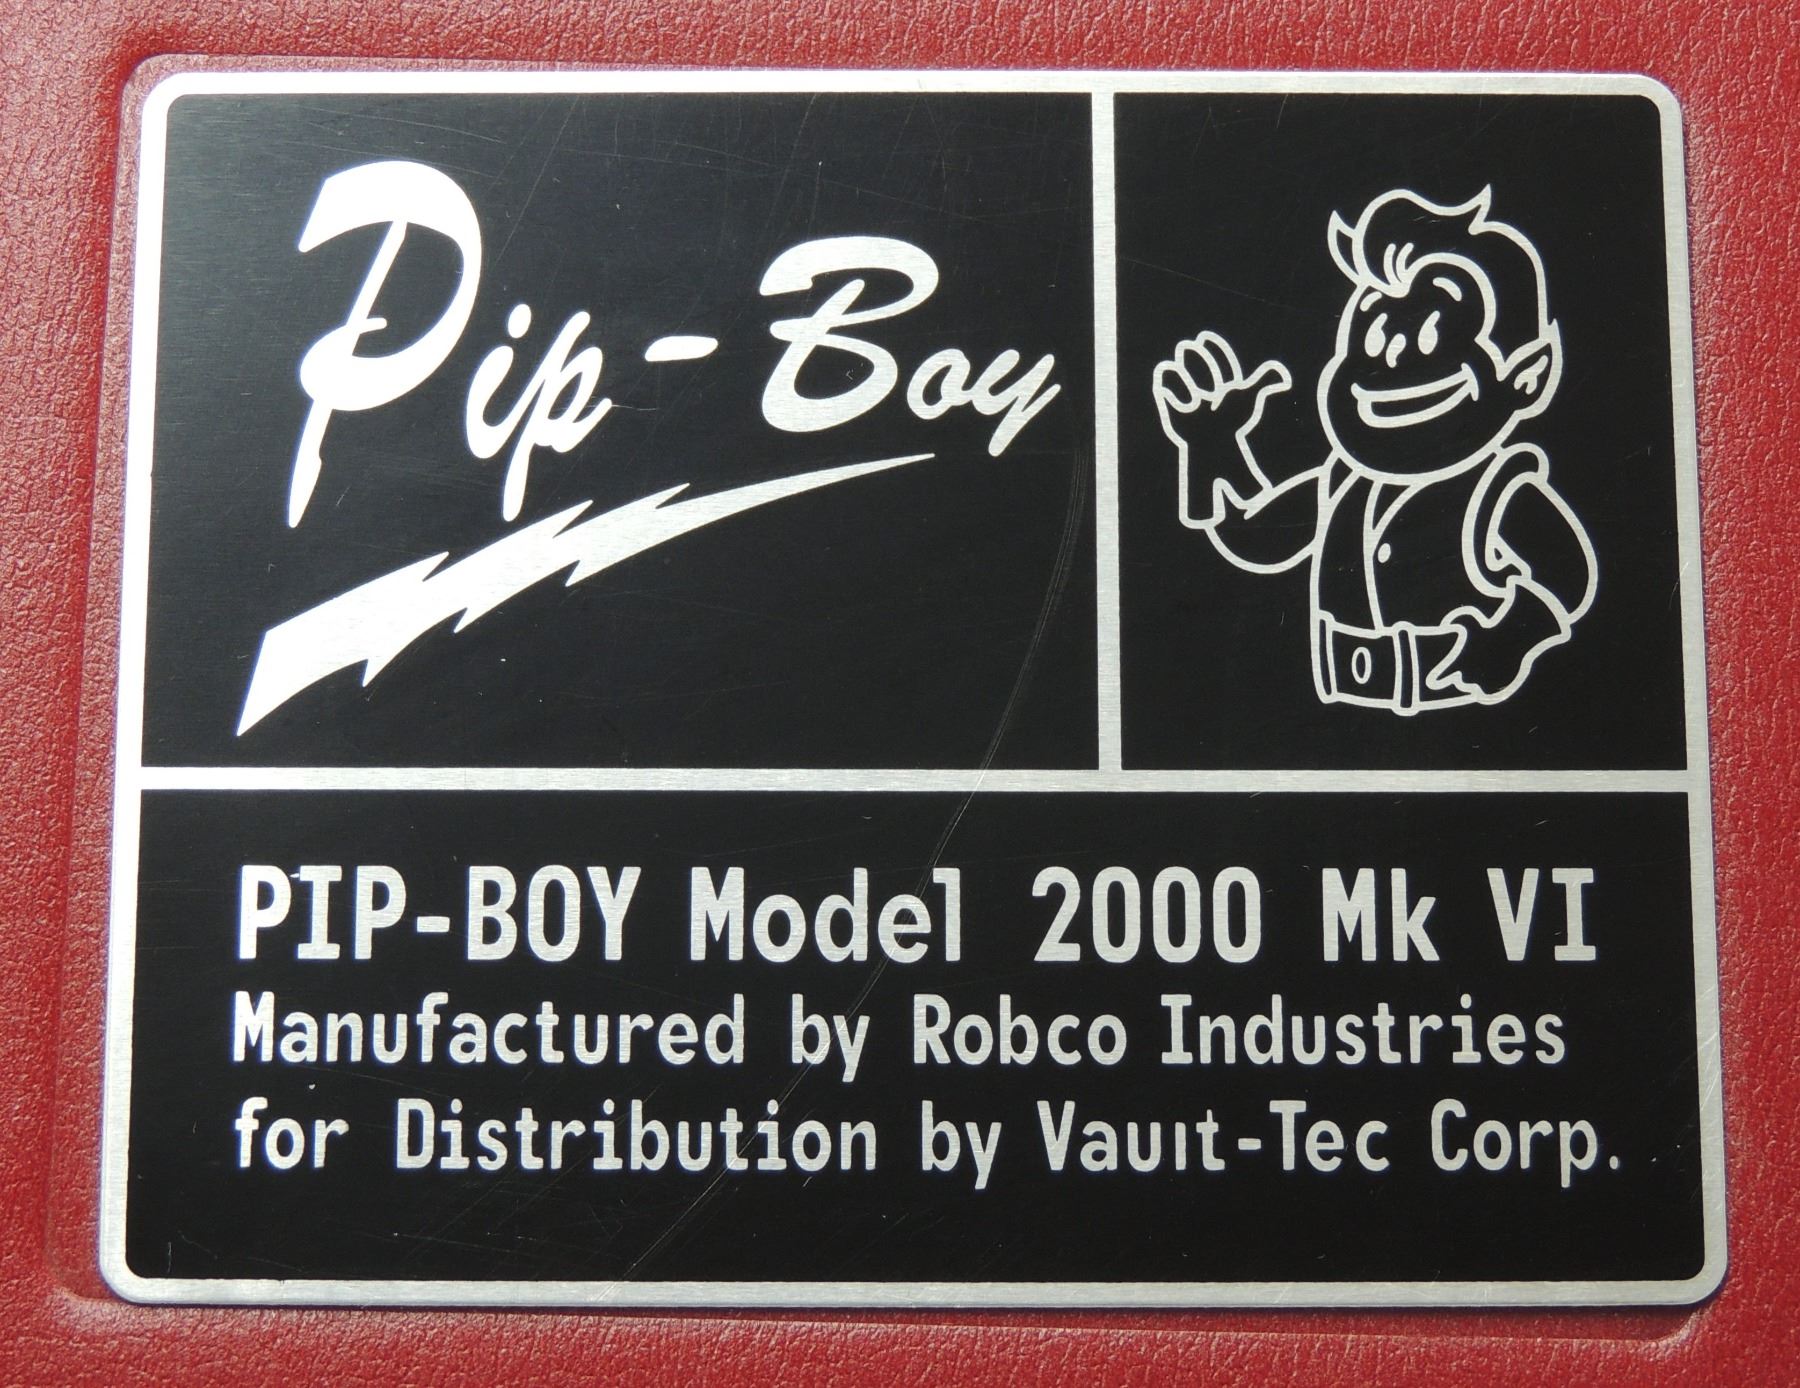 Pip-Boy
PIP-BOY Model 2000 Mk VI
Manufactured by Robco Industries
for Distribution by Vault-Tec Corp.